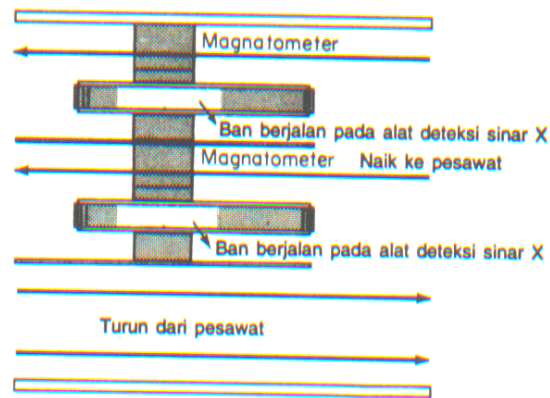 Magnatometer
Ban berjalan pada alat deteksi sinar X
Magnatometer Naik ke pesawat
Ban berjalan pada alat deteksi sinar X
Turun dari pesawat